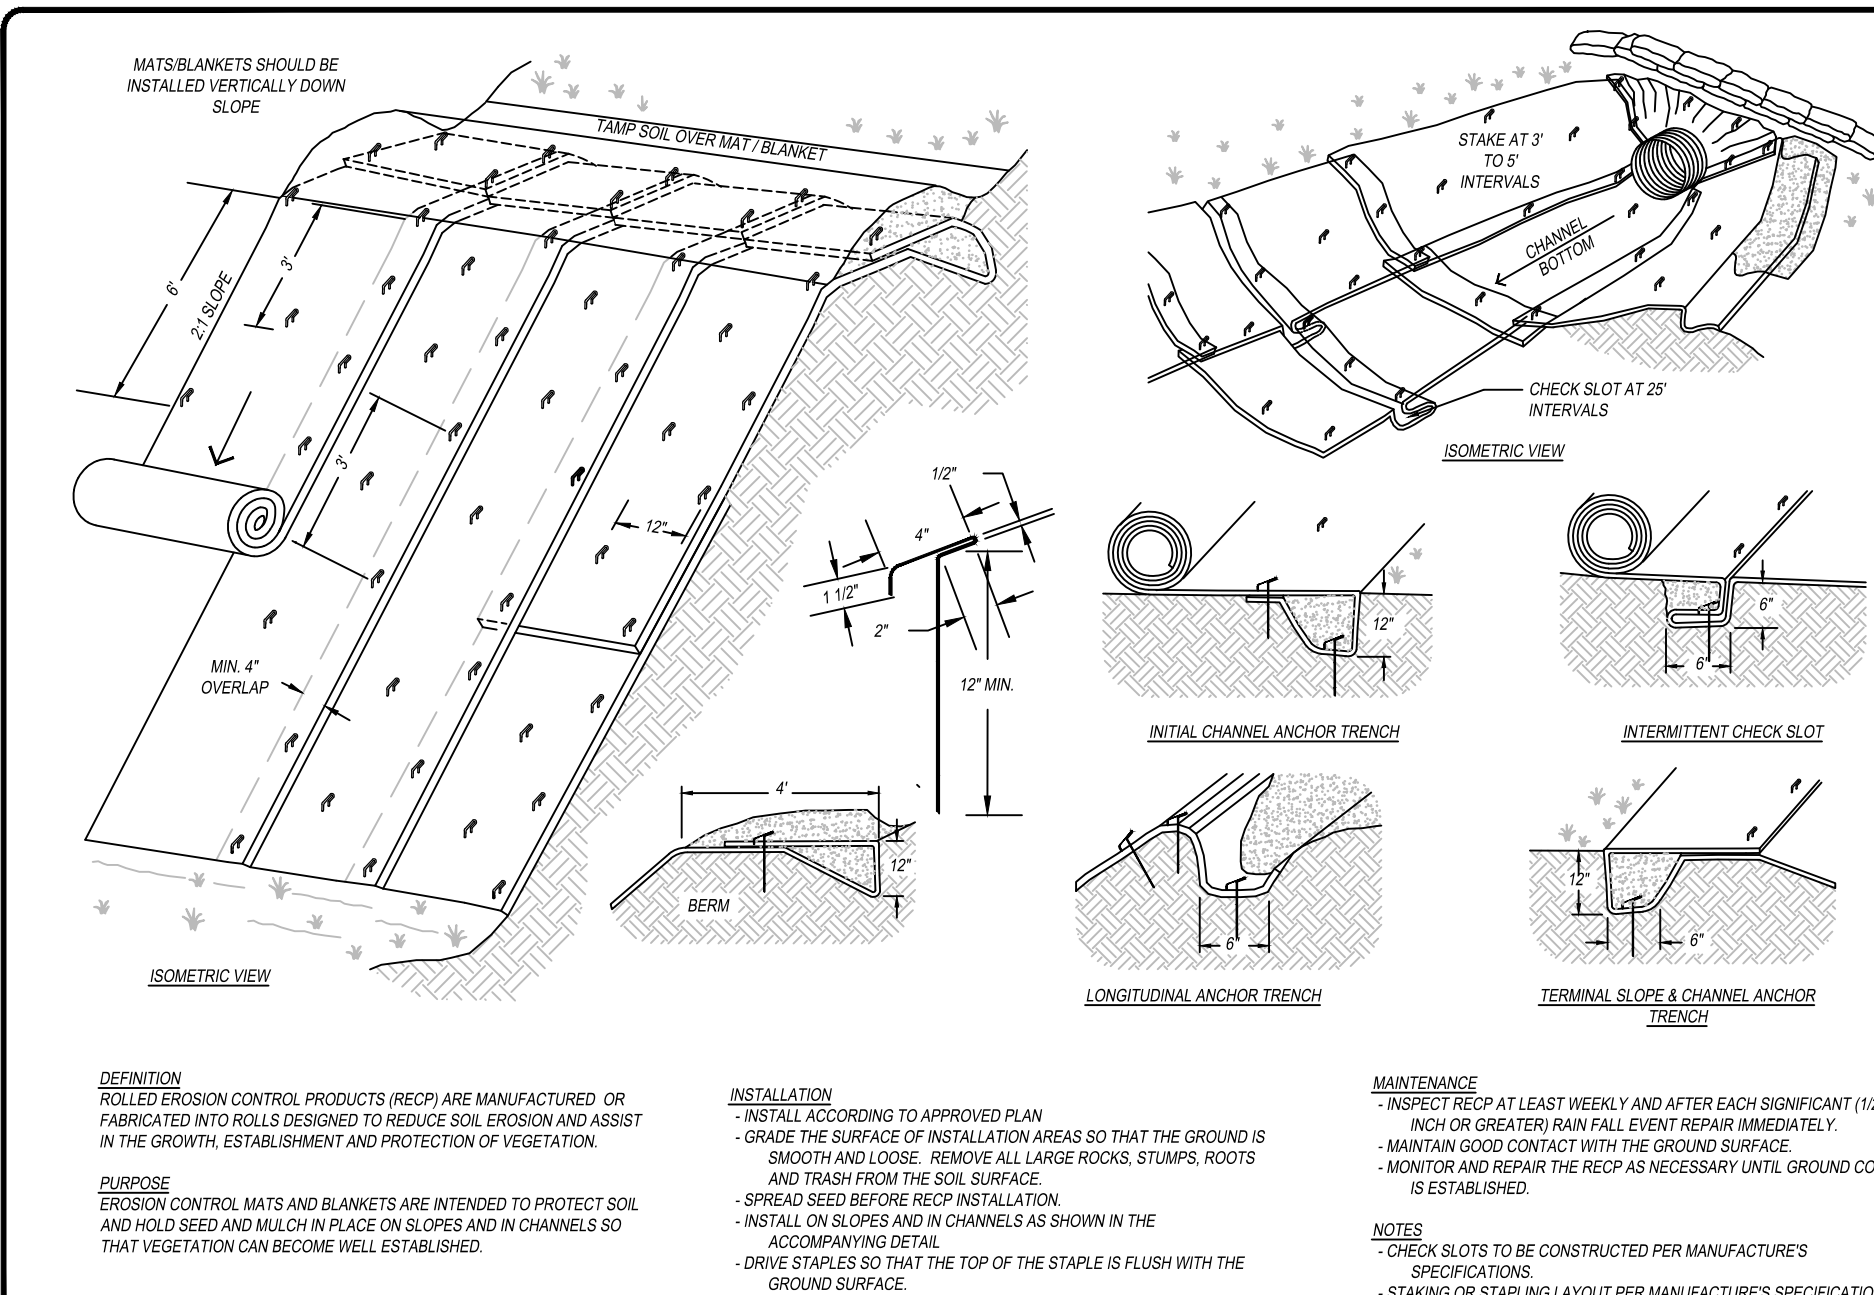 MATS/BLANKETS SHOULD BE
INSTALLED VERTICALLY DOWN
SLOPE
TAMP SOIL OVER MAT / BLANKET
6'
2:1 SLOPE
3'
3'
12"
MIN. 4"
OVERLAP
ISOMETRIC VIEW
1/2"
4"
1 1/2"
2"
12" MIN.
4'
12"
BERM
STAKE AT 3'
TO 5'
INTERVALS
CHANNEL
BOTTOM
CHECK SLOT AT 25'
INTERVALS
ISOMETRIC VIEW
12"
INITIAL CHANNEL ANCHOR TRENCH
6"
6'
INTERMITTENT CHECK SLOT
6"
LONGITUDINAL ANCHOR TRENCH
12"
6"
TERMINAL SLOPE & CHANNEL ANCHOR
TRENCH
DEFINITION
ROLLED EROSION CONTROL PRODUCTS (RECP) ARE MANUFACTURED OR
FABRICATED INTO ROLLS DESIGNED TO REDUCE SOIL EROSION AND ASSIST
IN THE GROWTH, ESTABLISHMENT AND PROTECTION OF VEGETATION.
PURPOSE
EROSION CONTROL MATS AND BLANKETS ARE INTENDED TO PROTECT SOIL
AND HOLD SEED AND MULCH IN PLACE ON SLOPES AND IN CHANNELS SO
THAT VEGETATION CAN BECOME WELL ESTABLISHED.
INSTALLATION
- INSTALL ACCORDING TO APPROVED PLAN
- GRADE THE SURFACE OF INSTALLATION AREAS SO THAT THE GROUND IS
SMOOTH AND LOOSE. REMOVE ALL LARGE ROCKS, STUMPS, ROOTS
AND TRASH FROM THE SOIL SURFACE.
- SPREAD SEED BEFORE RECP INSTALLATION.
- INSTALL ON SLOPES AND IN CHANNELS AS SHOWN IN THE
ACCOMPANYING DETAIL
- DRIVE STAPLES SO THAT THE TOP OF THE STAPLE IS FLUSH WITH THE
GROUND SURFACE.
MAINTENANCE
- INSPECT RECP AT LEAST WEEKLY AND AFTER EACH SIGNIFICANT (1/2
INCH OR GREATER) RAIN FALL EVENT REPAIR IMMEDIATELY.
- MAINTAIN GOOD CONTACT WITH THE GROUND SURFACE.
- MONITOR AND REPAIR THE RECP AS NECESSARY UNTIL GROUND CO
IS ESTABLISHED.
NOTES
- CHECK SLOTS TO BE CONSTRUCTED PER MANUFACTURE'S
SPECIFICATIONS.
- STAKING OR STAPLING LAYOUT PER MANUFACTURE'S SPECIFICATIO